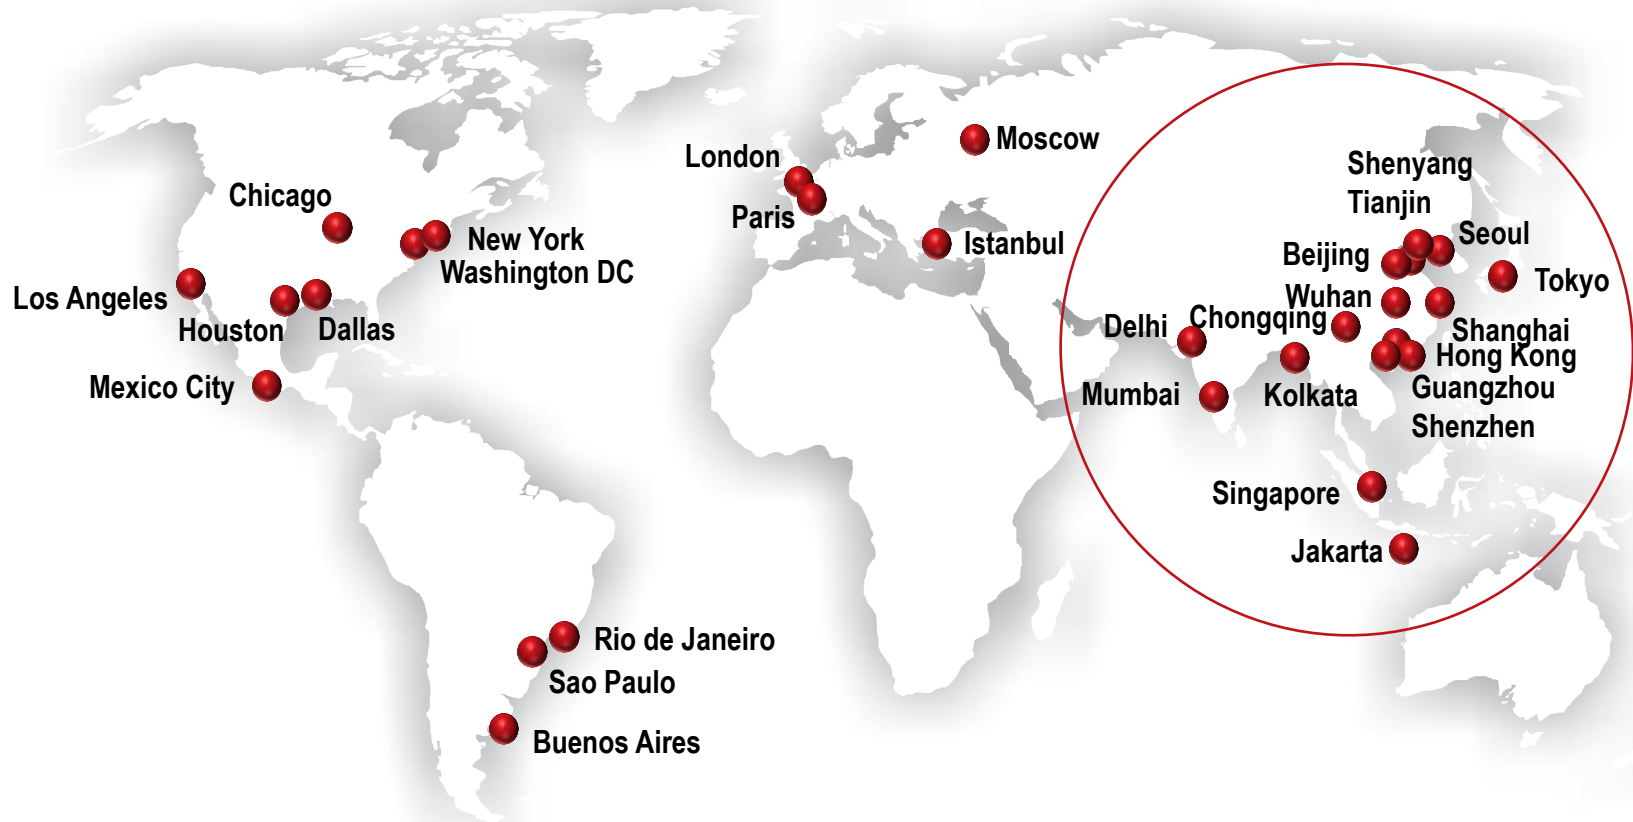 Chicago
New York
Washington DC
Los Angeles
Houston
Dallas
Mexico City
Rio de Janeiro
Sao Paulo
Buenos Aires
London
Paris
Moscow
Istanbul
Shenyang
Tianjin
Seoul
Beijing
Tokyo
Wuhan
Chongqing
Delhi
Shanghai
Hong Kong
Mumbai
Kolkata
Guangzhou
Shenzhen
Singapore
Jakarta